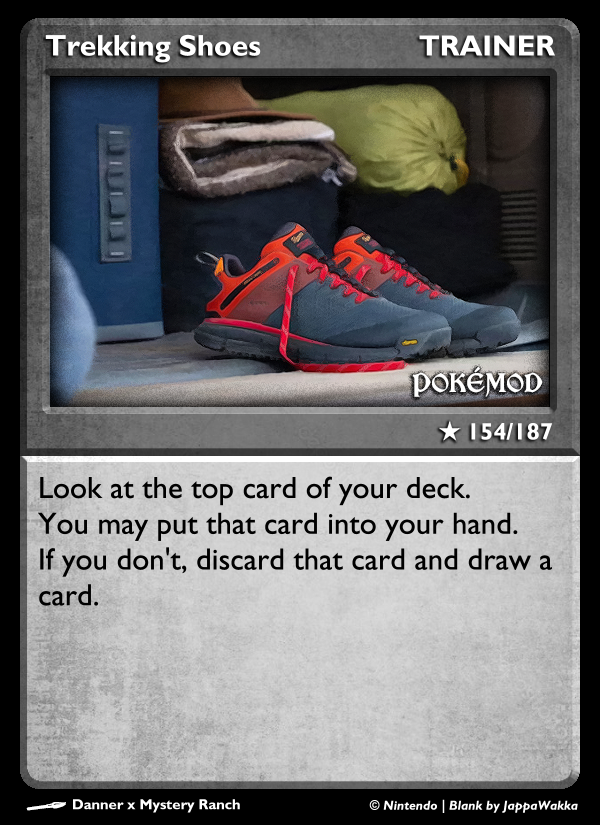 Trekking Shoes TRAINER
POKÉMOD
★ 154/187
Look at the top card of your deck.
You may put that card into your hand.
If you don't, discard that card and draw a
card.
Danner x Mystery Ranch © Nintendo | Blank by JappaWakka